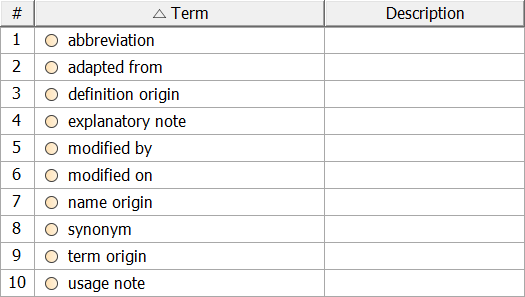 # Term Description
1 abbreviation
2 adapted from
3 definition origin
4 explanatory note
5 modified by
6 modified on
7 name origin
8 synonym
9 term origin
10 usage note